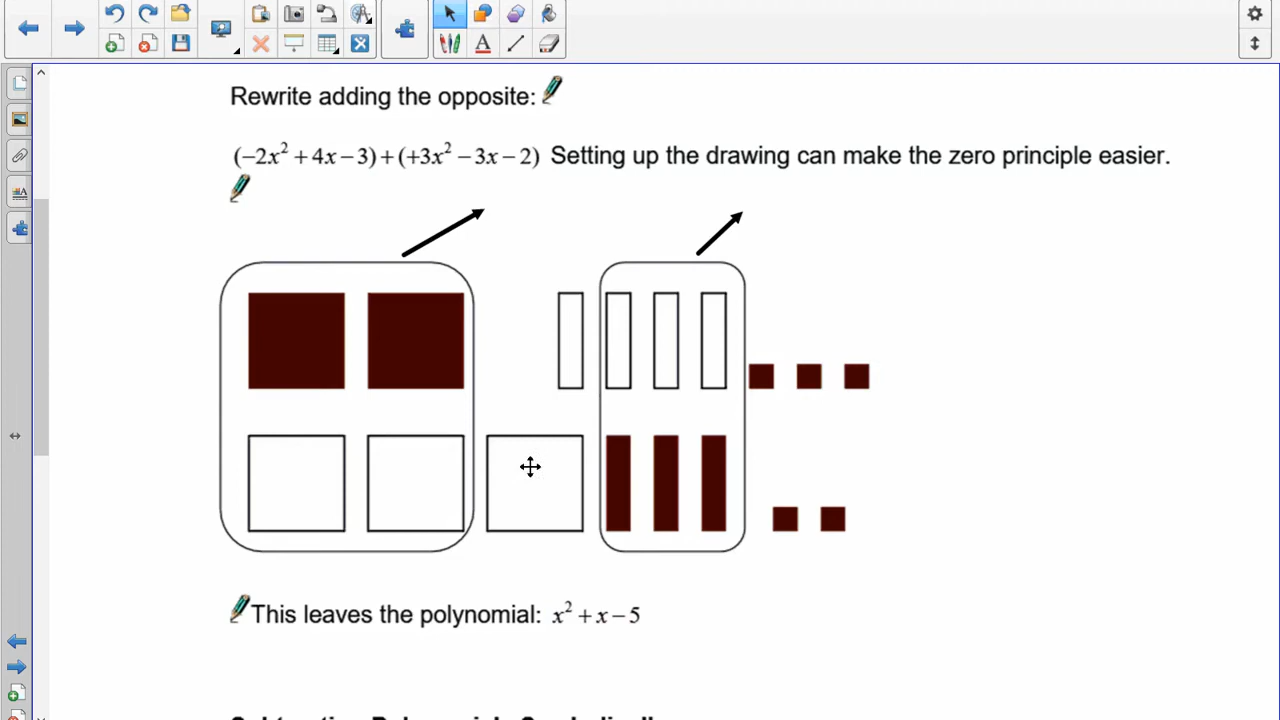 Rewrite adding the opposite:
(−2x² + 4x − 3) + (+3x² − 3x − 2) Setting up the drawing can make the zero principle easier.
This leaves the polynomial: x² + x − 5